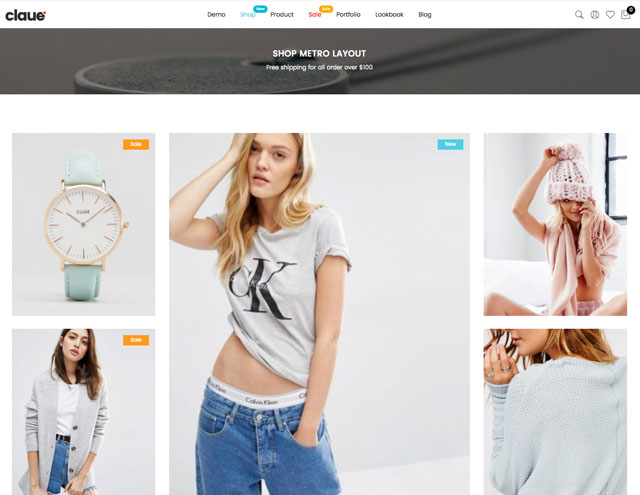 claue
Demo
Shop
New
Product
Sale
Sale
Portfolio
Lookbook
Blog
0
SHOP METRO LAYOUT
Free shipping for all order over $100
Sale
CLAUE
New
CK
Calvin Klein
Calvin Klein
Sale